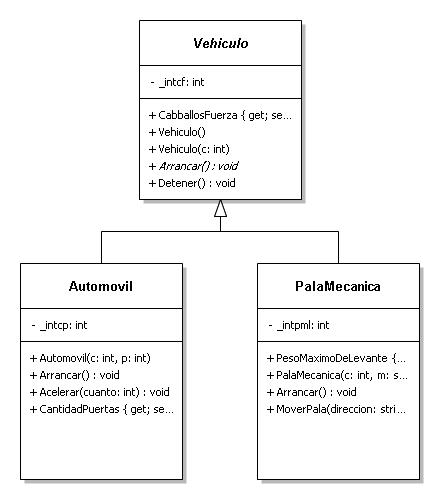 Vehiculo
- _intcf: int
+ CabballosFuerza { get; se...
+ Vehiculo()
+ Vehiculo(c: int)
+ Arrancar() : void
+ Detener() : void
Automovil
- _intcp: int
+ Automovil(c: int, p: int)
+ Arrancar() : void
+ Acelerar(cuanto: int) : void
+ CantidadPuertas { get; se...
PalaMecanica
- _intpml: int
+ PesoMaximoDeLevante {...
+ PalaMecanica(c: int, m: s...
+ Arrancar() : void
+ MoverPala(direccion: stri...